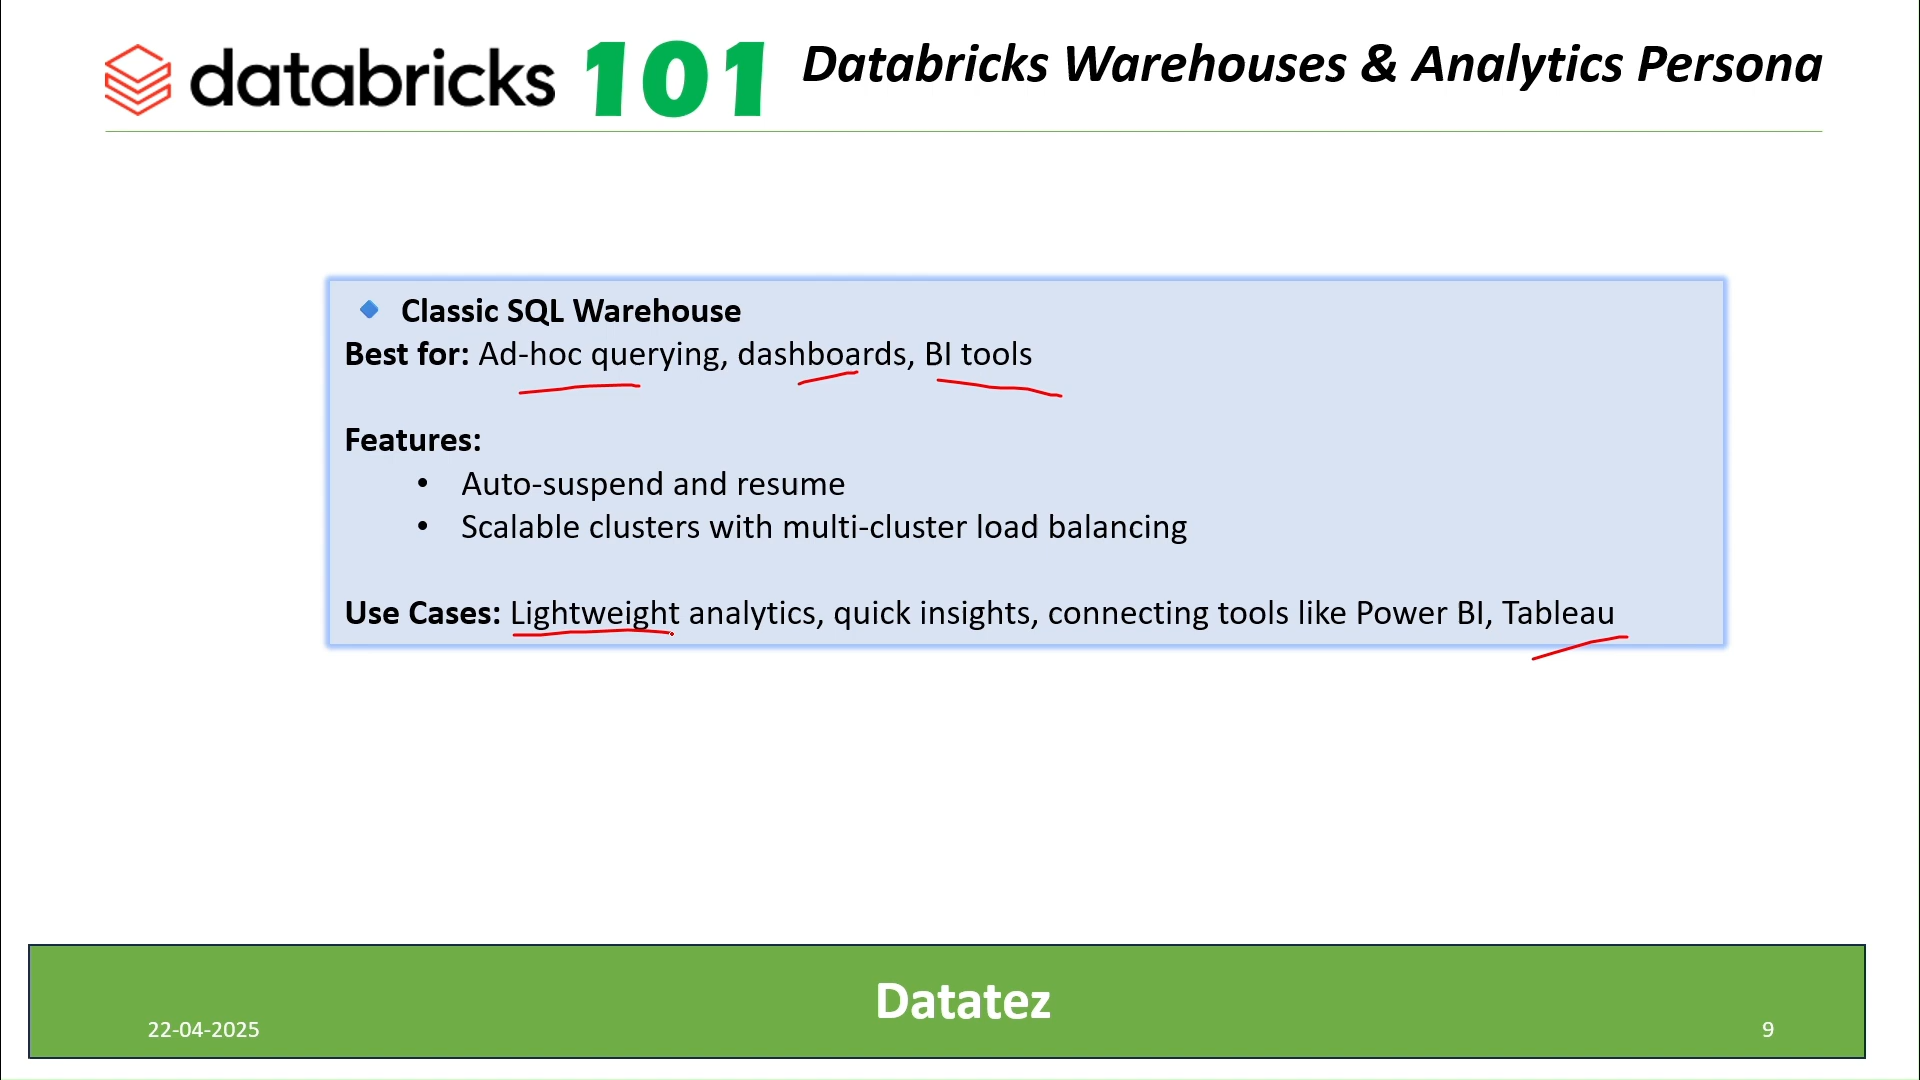 databricks 101 Databricks Warehouses & Analytics Persona
Classic SQL Warehouse
Best for: Ad-hoc querying, dashboards, BI tools
Features:
• Auto-suspend and resume
• Scalable clusters with multi-cluster load balancing
Use Cases: Lightweight analytics, quick insights, connecting tools like Power BI, Tableau
Datatez
22-04-2025
9